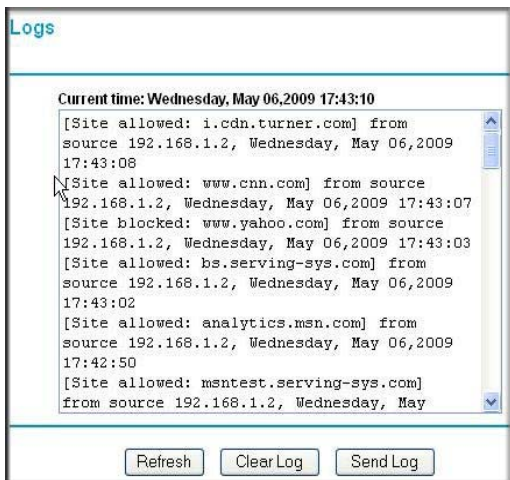 Logs
Current time: Wednesday, May 06,2009 17:43:10
[Site allowed: i.cdn.turner.com] from
source 192.168.1.2, Wednesday, May 06,2009
17:43:08
[Site allowed: www.cnn.com] from source
192.168.1.2, Wednesday, May 06,2009 17:43:07
[Site blocked: www.yahoo.com] from source
192.168.1.2, Wednesday, May 06,2009 17:43:03
[Site allowed: bs.serving-sys.com] from
source 192.168.1.2, Wednesday, May 06,2009
17:43:02
[Site allowed: analytics.msn.com] from
source 192.168.1.2, Wednesday, May 06,2009
17:42:50
[Site allowed: msntest.serving-sys.com]
from source 192.168.1.2, Wednesday, May
Refresh Clear Log Send Log